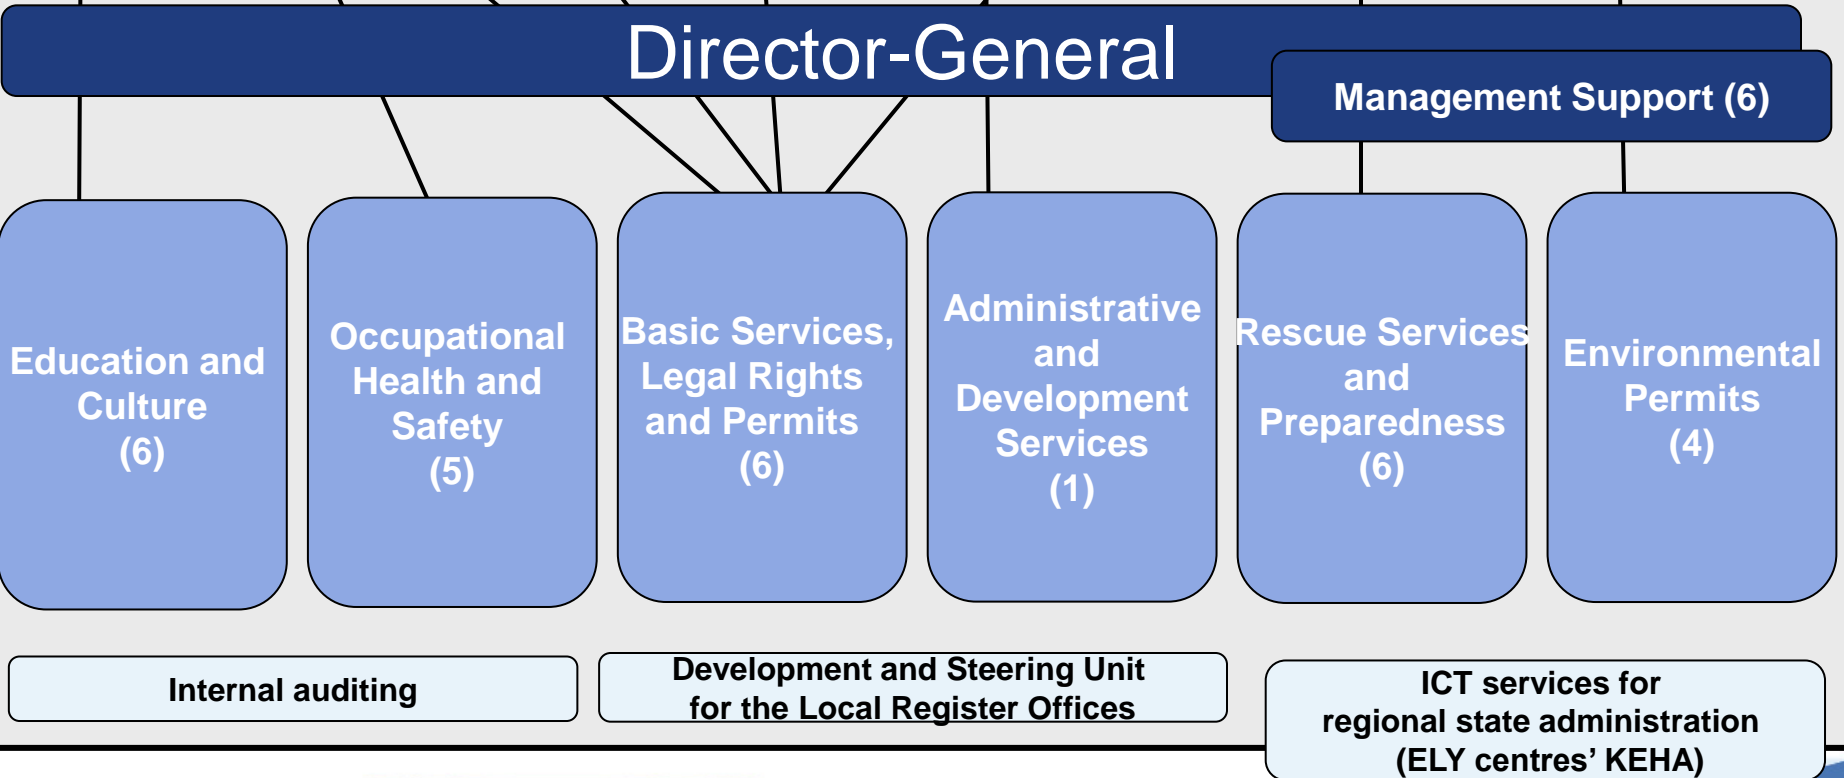 Director-General
Management Support (6)
Education and
Culture
(6)
Occupational
Health and
Safety
(5)
Basic Services,
Legal Rights
and Permits
(6)
Administrative
and
Development
Services
(1)
Rescue Services
and
Preparedness
(6)
Environmental
Permits
(4)
Internal auditing
Development and Steering Unit
for the Local Register Offices
ICT services for
regional state administration
(ELY centres’ KEHA)